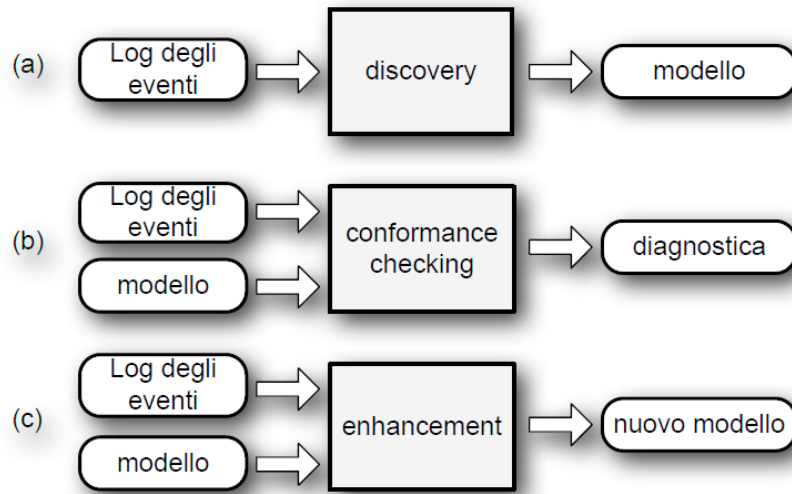 (a)
Log degli
eventi
discovery
modello
(b)
Log degli
eventi
modello
conformance
checking
diagnostica
(c)
Log degli
eventi
modello
enhancement
nuovo modello